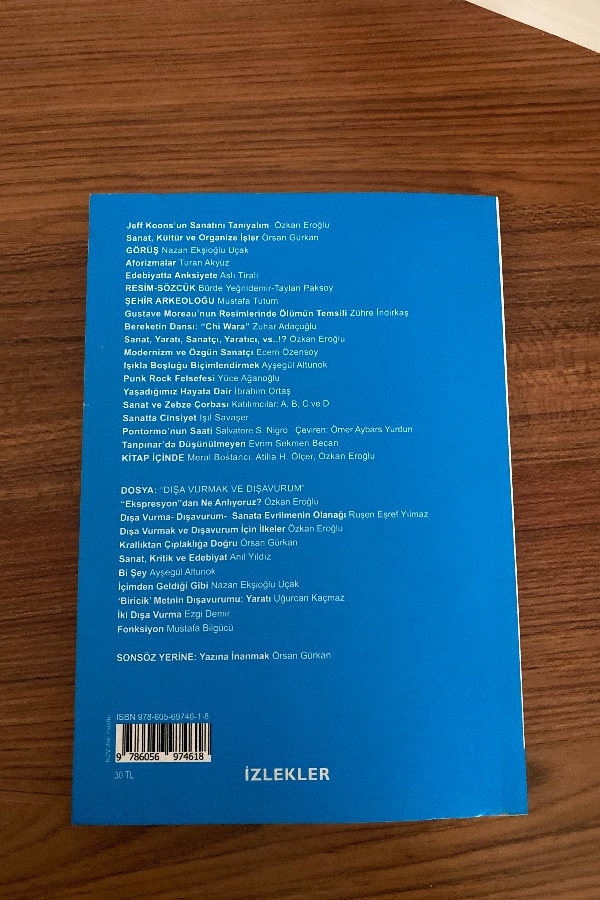 Jeff Koons'un Sanatını Tanıyalım Özkan Eroğlu
Sanat, Kültür ve Organize İşler Orsan Gürkan
GÖRÜŞ Nazan Ekşioğlu Uçak
Aforizmalar Turan Akyüz
Edebiyatta Anksiyete Aslı Tıralı
RESİM-SÖZCÜK Bürde Yeğnidemir-Taylan Paksoy
ŞEHİR ARKEOLOĞU Mustafa Tutum
Gustave Moreau'nun Resimlerinde Ölümün Temsili Zühre İndirkaş
Bereketin Dansı: "Chi Wara" Zuhar Adaçoğlu
Sanat, Yaratı, Sanatçı, Yaratıcı, vs..!? Özkan Eroğlu
Modernizm ve Özgün Sanatçı Ecem Özensoy
Işıkla Boşluğu Biçimlendirmek Ayşegül Altunok
Punk Rock Felsefesi Yüce Ağanoğlu
Yaşadığımız Hayata Dair İbrahim Ortaş
Sanat ve Zebze Çorbası Katılımcılar: A, B, C ve D
Sanatta Cinsiyet Işıl Savaşer
Pontormo'nun Saati Salvatore S. Nigro Çeviren: Ömer Aybars Yurdun
Tanpınar'da Düşünülmeyen Evrim Sekmen Becan
KİTAP İÇİNDE Meral Bostancı, Atilla H. Ölçer, Özkan Eroğlu
DOSYA: "DIŞA VURMAK VE DIŞAVURUM"
"Ekspresyon"dan Ne Anlıyoruz? Özkan Eroğlu
Dışa Vurma- Dışavurum- Sanata Evrilmenin Olanağı Ruşen Eşref Yılmaz
Dışa Vurmak ve Dışavurum İçin İlkeler Özkan Eroğlu
Krallıktan Çıplaklığa Doğru Orsan Gürkan
Sanat, Kritik ve Edebiyat Anıl Yıldız
Bi Şey Ayşegül Altunok
İçimden Geldiği Gibi Nazan Ekşioğlu Uçak
'Biricik' Metnin Dışavurumu: Yaratı Uğurcan Kaçmaz
İki Dışa Vurma Ezgi Demir
Fonksiyon Mustafa Bilgücü
SONSÖZ YERİNE: Yazına İnanmak Orsan Gürkan
ISBN 978-605-69746-1-8
9 786056 974618
30 TL
İZLEKLER